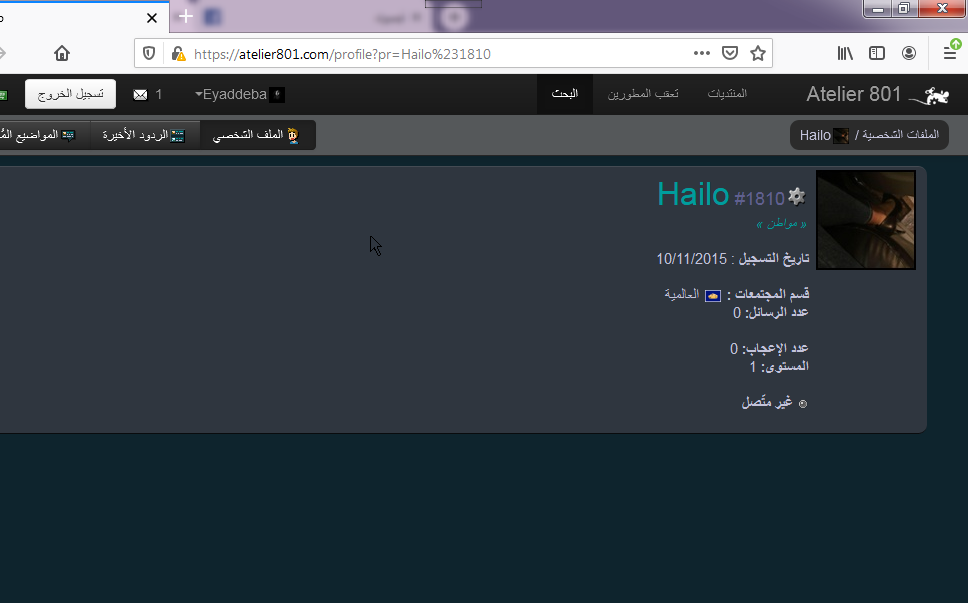 https://atelier801.com/profile?pr=Hailo%231810
Atelier 801
المنتديات
تعقب المطورين
البحث
Eyaddeba
1
تسجيل الخروج
الملفات الشخصية / Hailo
الملف الشخصي
الردود الأخيرة
المواضيع
Hailo #1810
« مواطن »
تاريخ التسجيل : 10/11/2015
قسم المجتمعات : العالمية
عدد الرسائل: 0
عدد الإعجاب: 0
المستوى: 1
غير متّصل